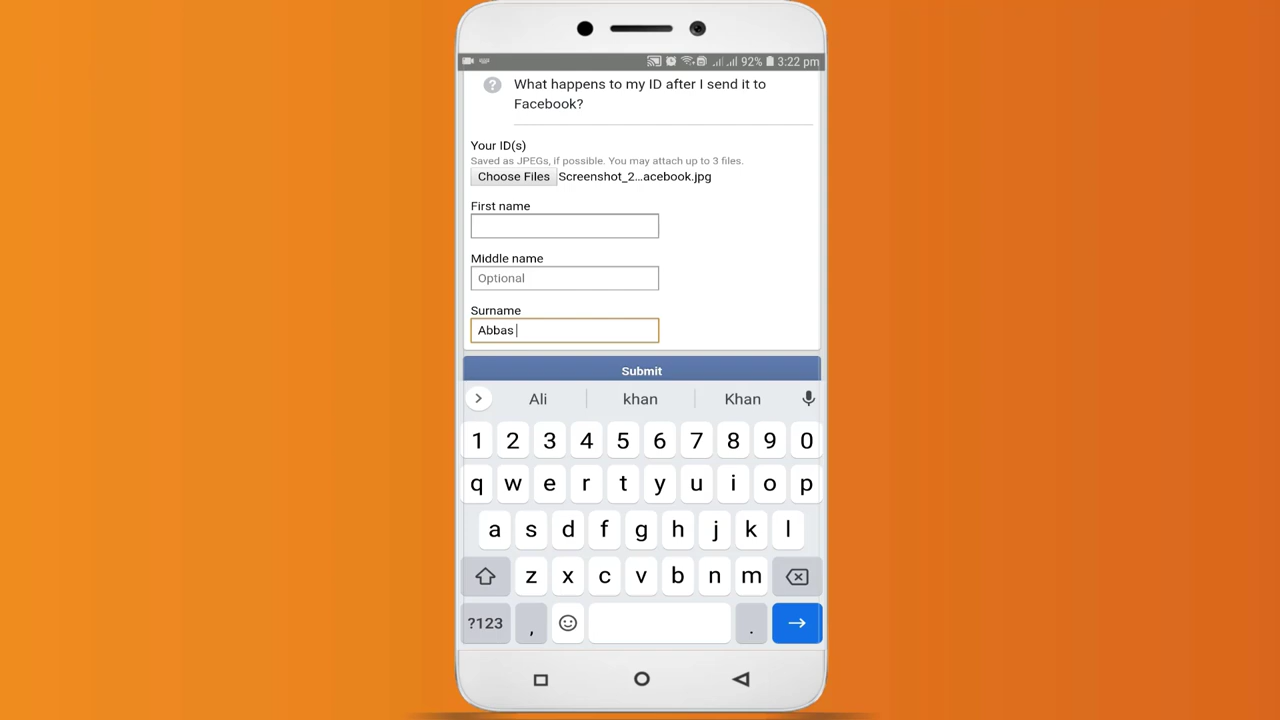 92% 3:22 pm
What happens to my ID after I send it to
Facebook?
Your ID(s)
Saved as JPEGs, if possible. You may attach up to 3 files.
Choose Files Screenshot_2...acebook.jpg
First name
Middle name
Optional
Surname
Abbas
Submit
Ali khan Khan
1 2 3 4 5 6 7 8 9 0
q w e r t y u i o p
a s d f g h j k l
z x c v b n m
?123 , .